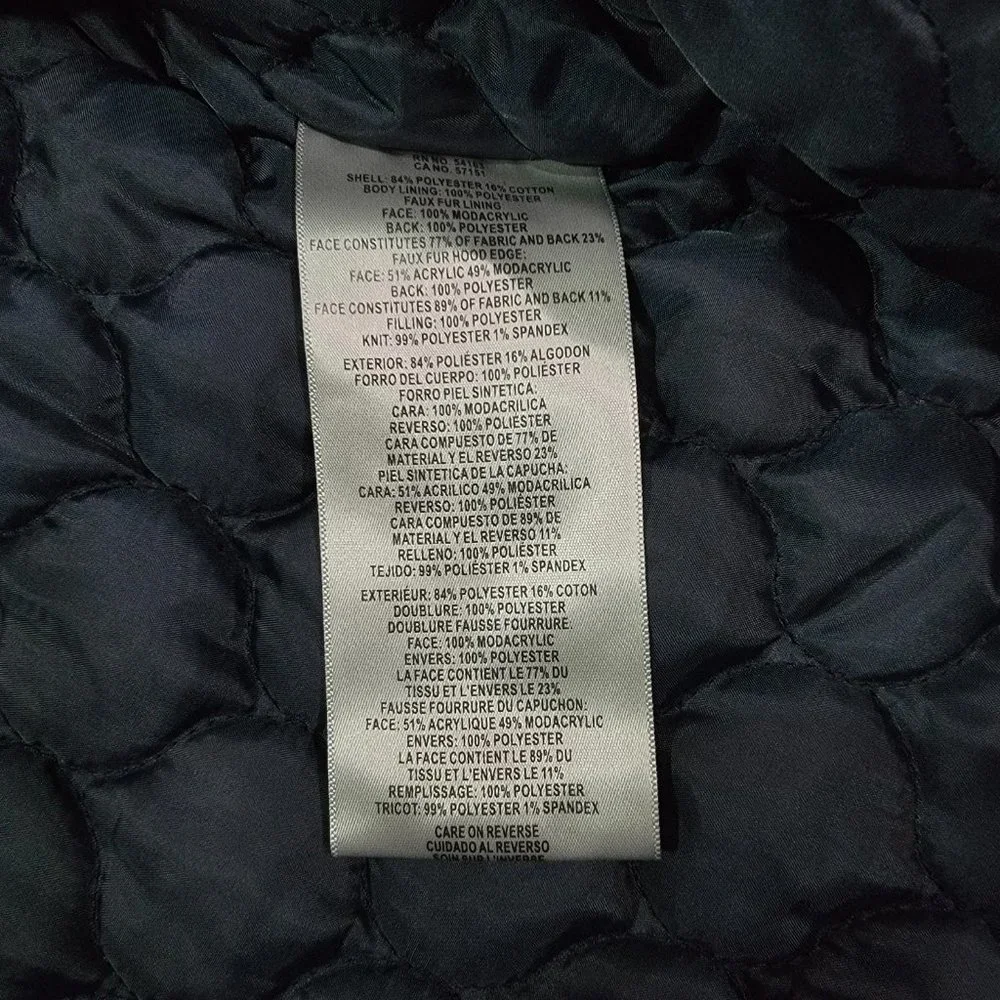 CA NO. 57151
SHELL: 84% POLYESTER 16% COTTON
BODY LINING: 100% POLYESTER
FAUX FUR LINING
FACE: 100% MODACRYLIC
BACK: 100% POLYESTER
FACE CONSTITUTES 77% OF FABRIC AND BACK 23%
FAUX FUR HOOD EDGE:
FACE: 51% ACRYLIC 49% MODACRYLIC
BACK: 100% POLYESTER
FACE CONSTITUTES 89% OF FABRIC AND BACK 11%
FILLING: 100% POLYESTER
KNIT: 99% POLYESTER 1% SPANDEX
EXTERIOR: 84% POLIÉSTER 16% ALGODON
FORRO DEL CUERPO: 100% POLIÉSTER
FORRO PIEL SINTETICA:
CARA: 100% MODACRILICA
REVERSO: 100% POLIÉSTER
CARA COMPUESTO DE 77% DE
MATERIAL Y EL REVERSO 23%
PIEL SINTETICA DE LA CAPUCHA:
CARA: 51% ACRILICO 49% MODACRILICA
REVERSO: 100% POLIÉSTER
CARA COMPUESTO DE 89% DE
MATERIAL Y EL REVERSO 11%
RELLENO: 100% POLIÉSTER
TEJIDO: 99% POLIÉSTER 1% SPANDEX
EXTERIEUR: 84% POLYESTER 16% COTON
DOUBLURE: 100% POLYESTER
DOUBLURE FAUSSE FOURRURE:
FACE: 100% MODACRYLIC
ENVERS: 100% POLYESTER
LA FACE CONTIENT LE 77% DU
TISSU ET L'ENVERS LE 23%
FAUSSE FOURRURE DU CAPUCHON:
FACE: 51% ACRYLIQUE 49% MODACRYLIC
ENVERS: 100% POLYESTER
LA FACE CONTIENT LE 89% DU
TISSU ET L'ENVERS LE 11%
REMPLISSAGE: 100% POLYESTER
TRICOT: 99% POLYESTER 1% SPANDEX
CARE ON REVERSE
CUIDADO AL REVERSO
SOIN SUR L'INVERSE